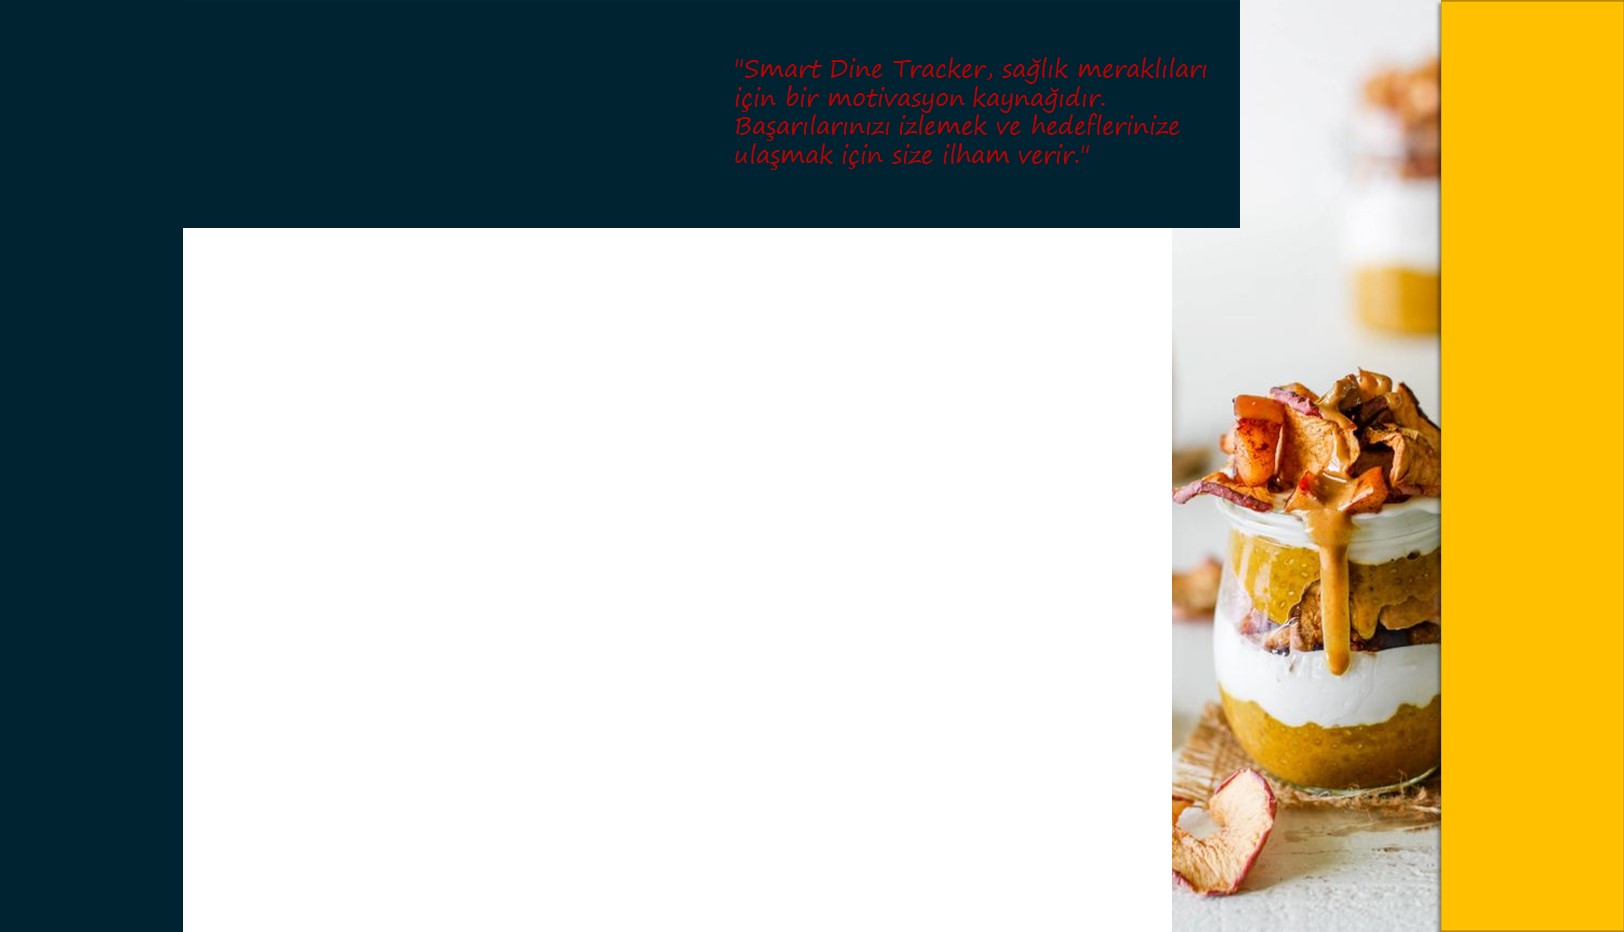 "Smart Dine Tracker, sağlık meraklıları
için bir motivasyon kaynağıdır.
Başarılarınızı izlemek ve hedeflerinize
ulaşmak için size ilham verir."